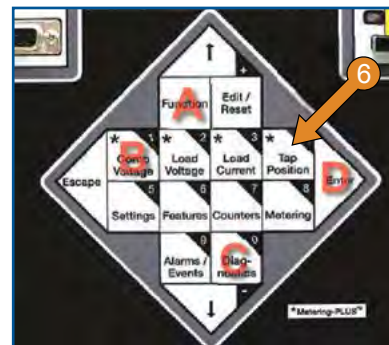 6
↑
+
A
Function
Edit / Reset
* 1 * 2 * 3 *
B
Comp Voltage
Load Voltage
Load Current
Tap Position
Escape
D
Enter
5 6 7 8
Settings Features Counters Metering
9 0
Alarms / Events
C
Diag-nostics
↓
-
*Metering-PLUS™